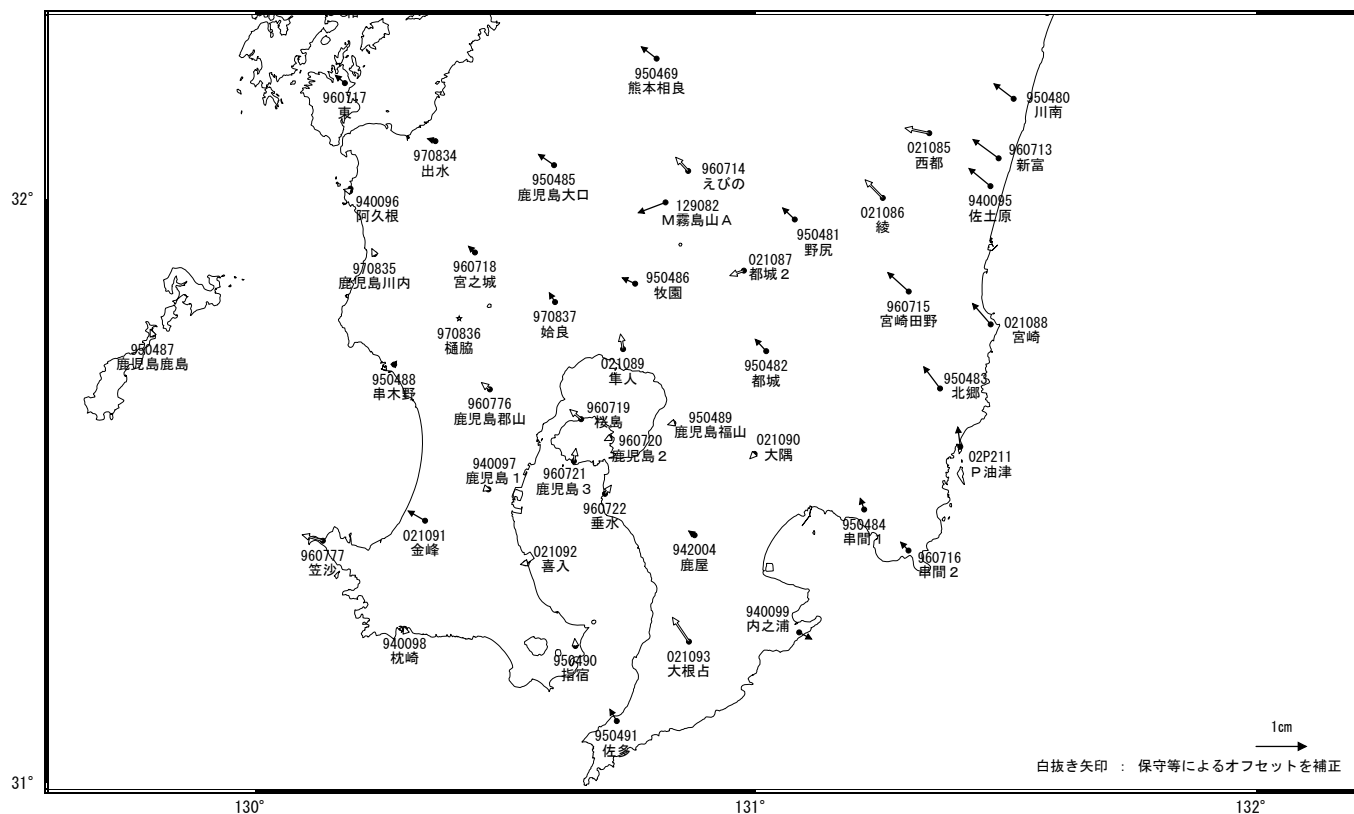 950469
熊本相良
960717
東
950480
川南
021085
西都
960713
新富
970834
出水
950485
鹿児島大口
960714
えびの
32°
940096
阿久根
129082
M霧島山A
021086
綾
940095
佐土原
950481
野尻
970835
鹿児島川内
960718
宮之城
021087
都城2
950486
牧園
960715
宮崎田野
970837
姶良
021088
宮崎
970836
樋脇
950487
鹿児島鹿島
021089
隼人
950482
都城
950488
串木野
950483
北郷
960776
鹿児島郡山
960719
桜島
950489
鹿児島福山
960720
鹿児島2
021090
大隅
02P211
P油津
940097
鹿児島1
960721
鹿児島3
960722
垂水
950484
串間1
021091
金峰
960777
笠沙
021092
喜入
942004
鹿屋
960716
串間2
940099
内之浦
940098
枕崎
950490
指宿
021093
大根占
950491
佐多
1cm
白抜き矢印 : 保守等によるオフセットを補正
31°
130°
131°
132°